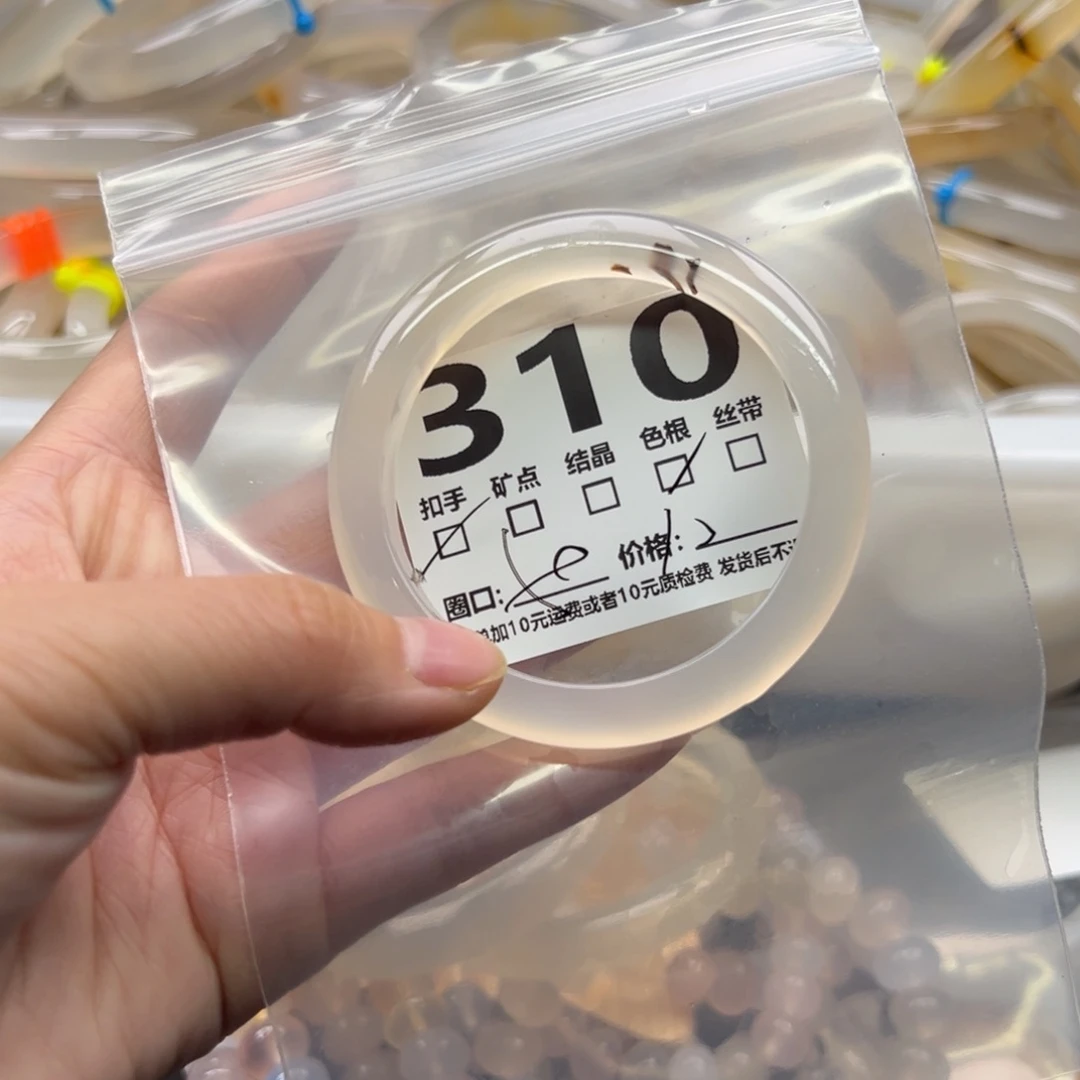 310
扣手 矿点 结晶 色根 丝带
圈口: 价格:
加10元运费或者10元质检费 发货后不